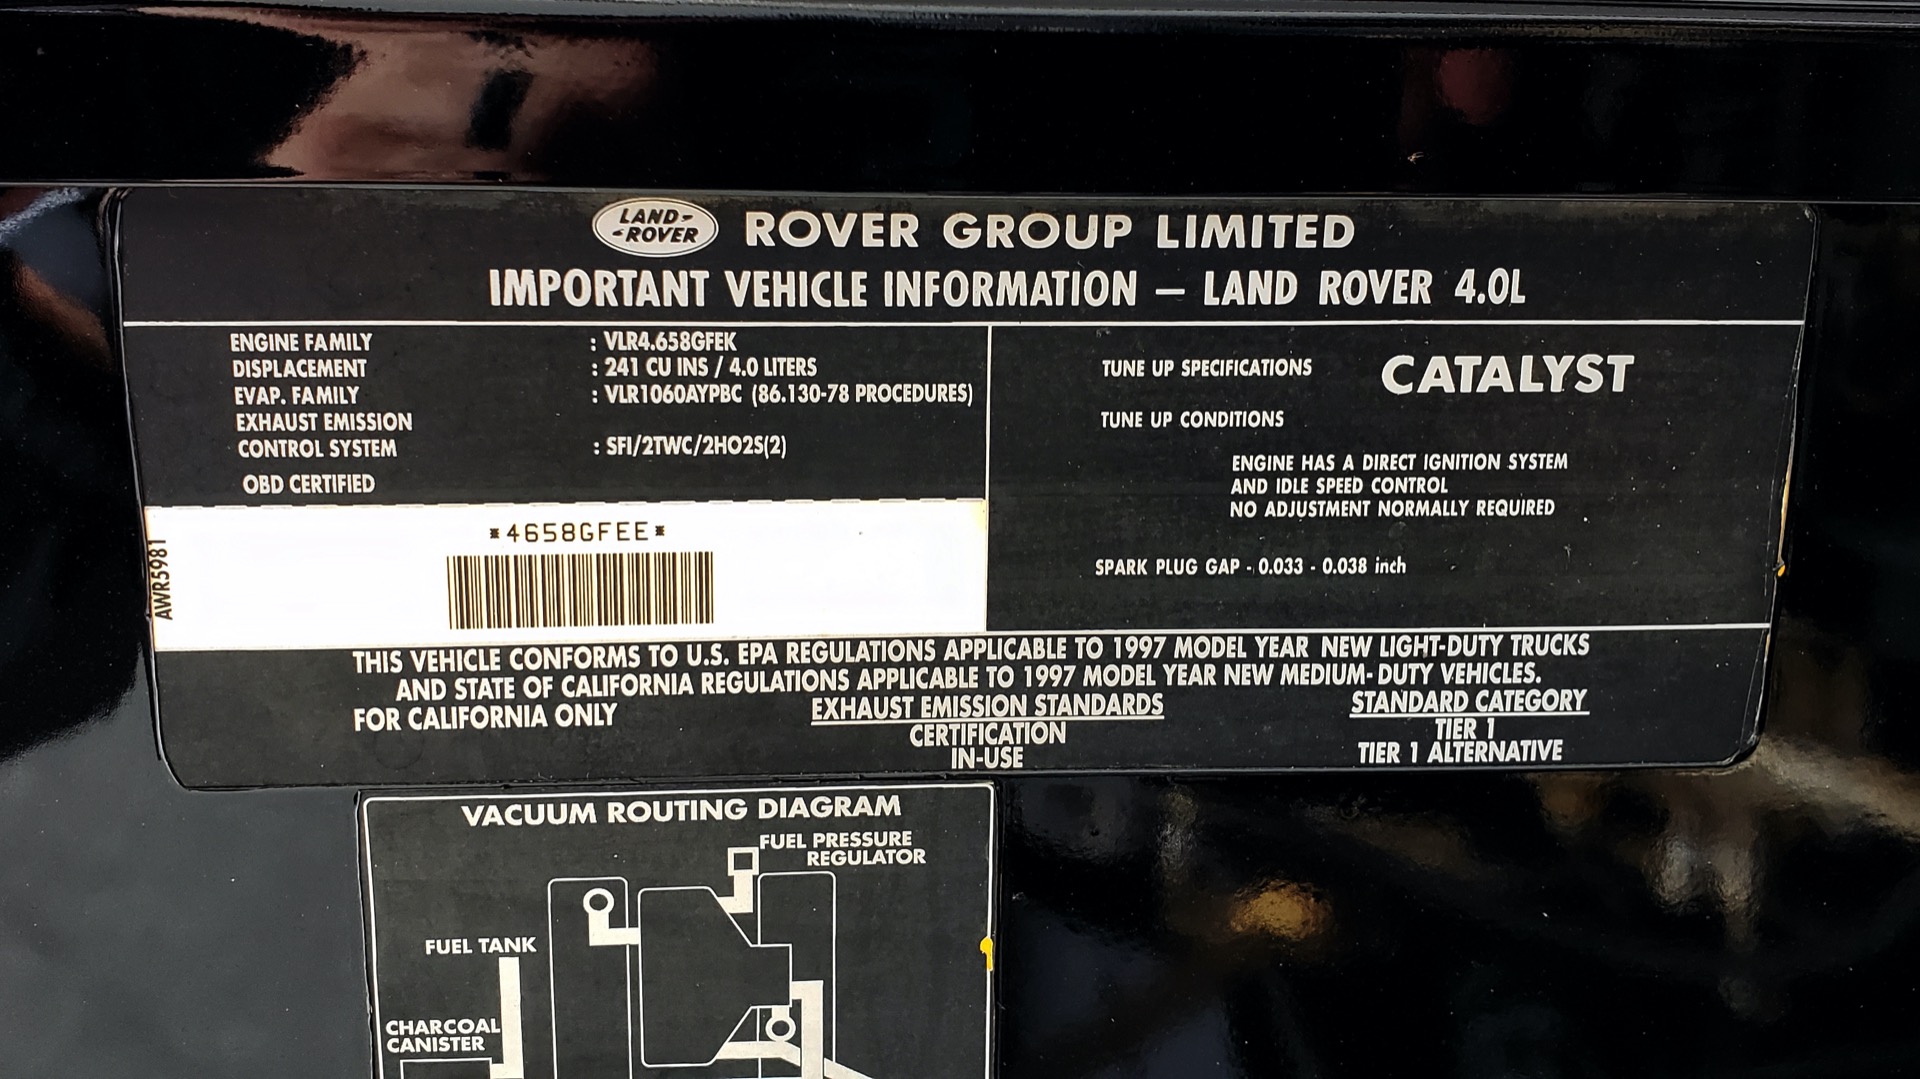 LAND-
-ROVER
ROVER GROUP LIMITED
IMPORTANT VEHICLE INFORMATION – LAND ROVER 4.0L
ENGINE FAMILY : VLR4.658GFEK
DISPLACEMENT : 241 CU INS / 4.0 LITERS
EVAP. FAMILY : VLR1060AYPBC (86.130-78 PROCEDURES)
EXHAUST EMISSION
CONTROL SYSTEM : SFI/2TWC/2HO2S(2)
OBD CERTIFIED
*4658GFEE*
AWR5981
TUNE UP SPECIFICATIONS CATALYST
TUNE UP CONDITIONS
ENGINE HAS A DIRECT IGNITION SYSTEM
AND IDLE SPEED CONTROL
NO ADJUSTMENT NORMALLY REQUIRED
SPARK PLUG GAP - 0.033 - 0.038 inch
THIS VEHICLE CONFORMS TO U.S. EPA REGULATIONS APPLICABLE TO 1997 MODEL YEAR NEW LIGHT-DUTY TRUCKS
AND STATE OF CALIFORNIA REGULATIONS APPLICABLE TO 1997 MODEL YEAR NEW MEDIUM-DUTY VEHICLES.
FOR CALIFORNIA ONLY EXHAUST EMISSION STANDARDS STANDARD CATEGORY
CERTIFICATION TIER 1
IN-USE TIER 1 ALTERNATIVE
VACUUM ROUTING DIAGRAM
FUEL PRESSURE
REGULATOR
FUEL TANK
CHARCOAL
CANISTER